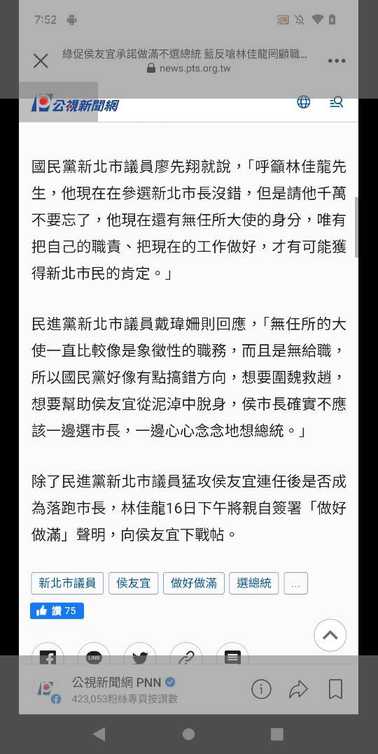 7:52
綠促侯友宜承諾做滿不選總統 藍反嗆林佳龍罔顧職...
news.pts.org.tw
公視新聞網
國民黨新北市議員廖先翔就說，「呼籲林佳龍先
生，他現在在參選新北市長沒錯，但是請他千萬
不要忘了，他現在還有無任所大使的身分，唯有
把自己的職責、把現在的工作做好，才有可能獲
得新北市民的肯定。」
民進黨新北市議員戴瑋姍則回應，「無任所的大
使一直比較像是象徵性的職務，而且是無給職，
所以國民黨好像有點搞錯方向，想要圍魏救趙，
想要幫助侯友宜從泥淖中脫身，侯市長確實不應
該一邊選市長，一邊心心念念地想總統。」
除了民進黨新北市議員猛攻侯友宜連任後是否成
為落跑市長，林佳龍16日下午將親自簽署「做好
做滿」聲明，向侯友宜下戰帖。
新北市議員 侯友宜 做好做滿 選總統 ...
讚 75
公視新聞網 PNN
423,053粉絲專頁按讚數